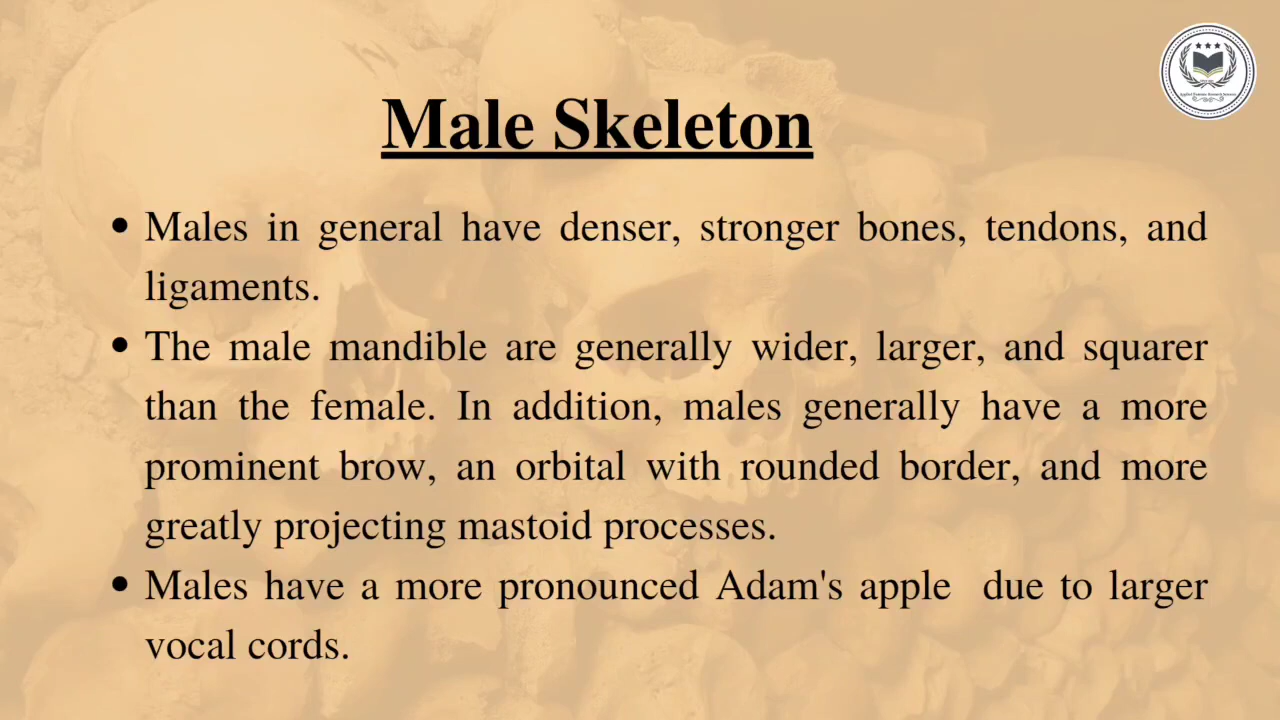 Male Skeleton
• Males in general have denser, stronger bones, tendons, and
ligaments.
• The male mandible are generally wider, larger, and squarer
than the female. In addition, males generally have a more
prominent brow, an orbital with rounded border, and more
greatly projecting mastoid processes.
• Males have a more pronounced Adam's apple  due to larger
vocal cords.